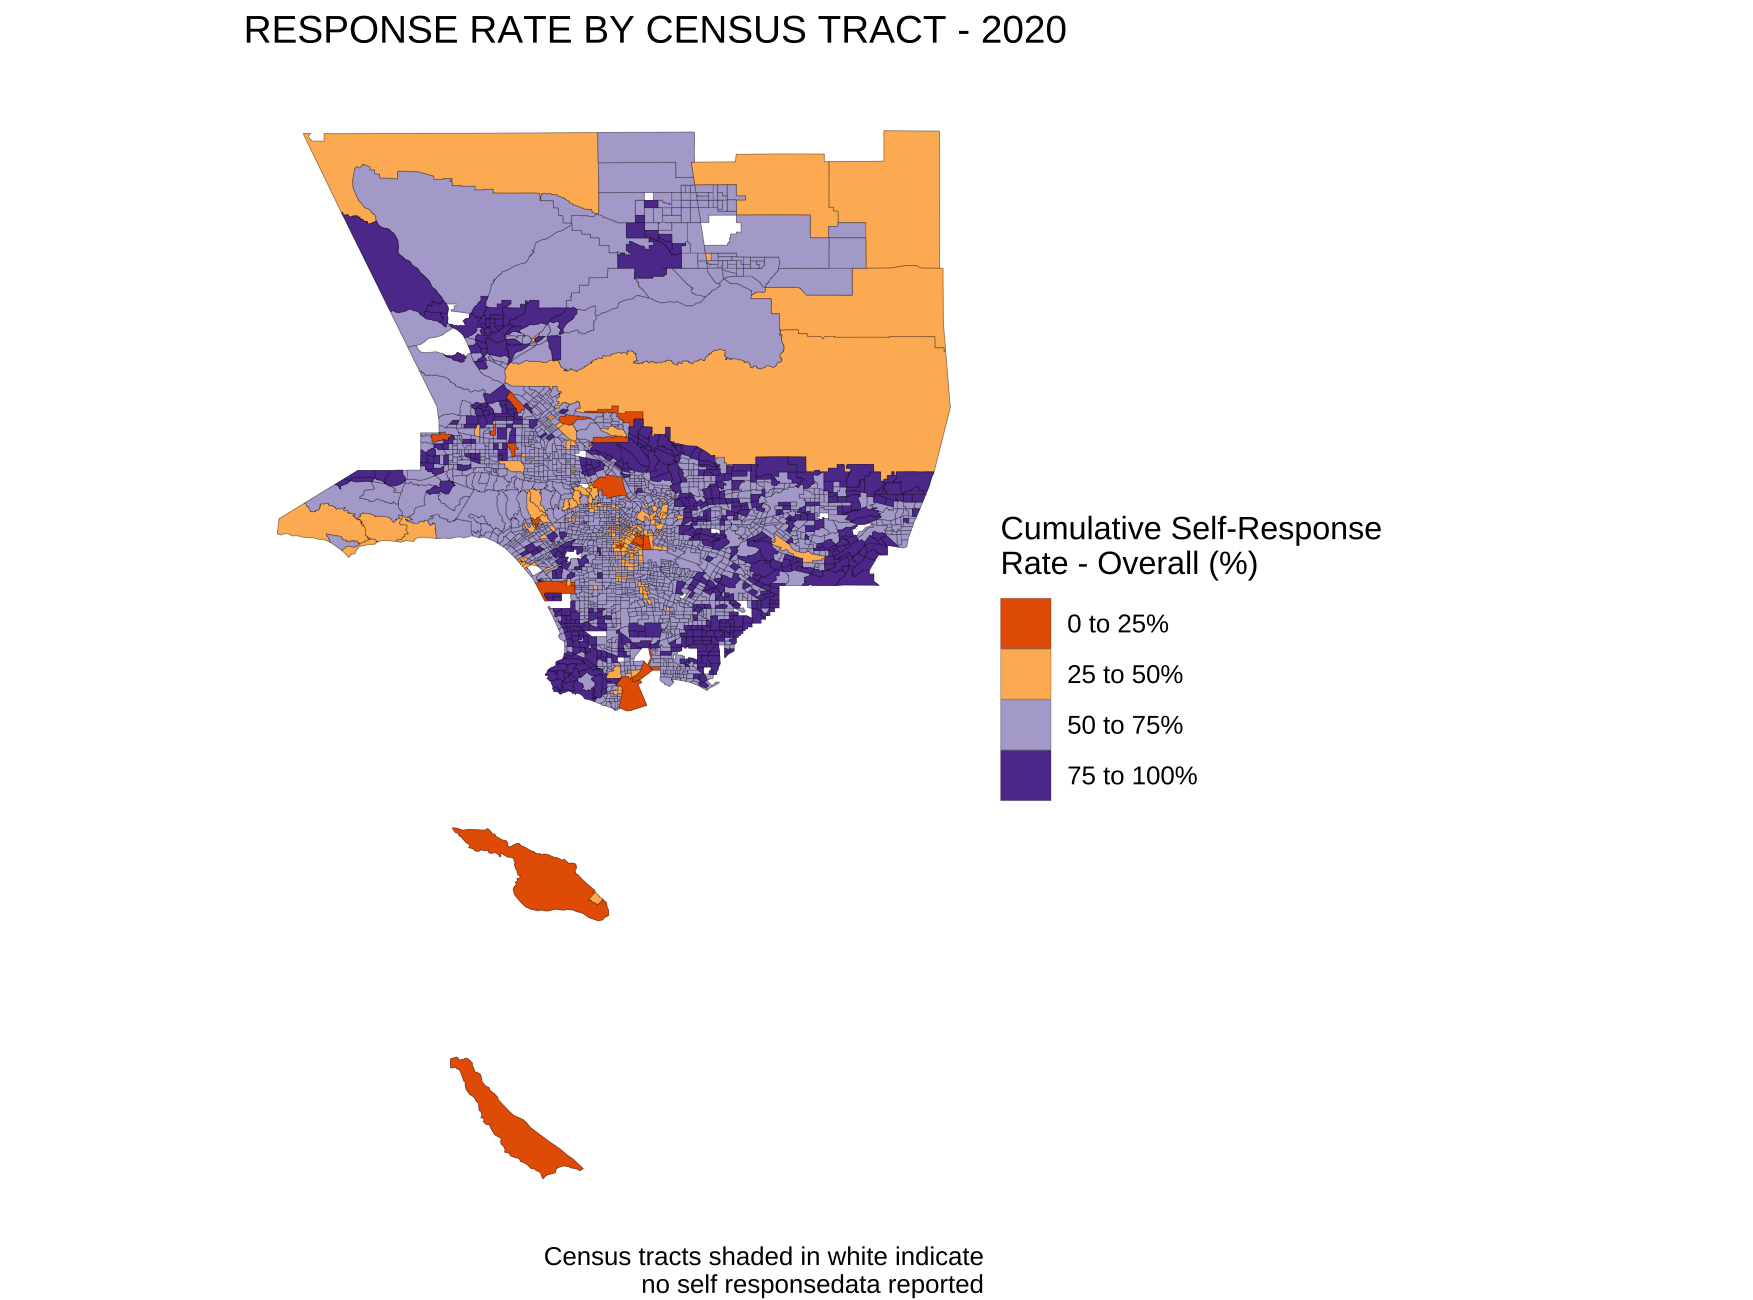 RESPONSE RATE BY CENSUS TRACT - 2020
Cumulative Self-Response
Rate - Overall (%)
0 to 25%
25 to 50%
50 to 75%
75 to 100%
Census tracts shaded in white indicate
no self responsedata reported